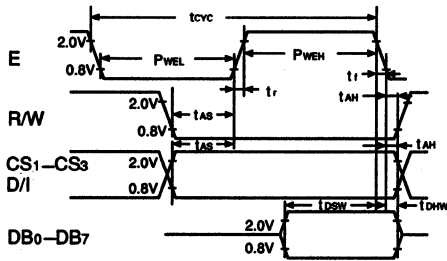 tCYC
2.0V
PWEL
PWEH
E
0.8V
tr
tf
2.0V
tAS
tAH
R/W
0.8V
tAS
tAH
CS1–CS3
2.0V
D/I
0.8V
tDSW
tDHW
2.0V
DB0–DB7
0.8V